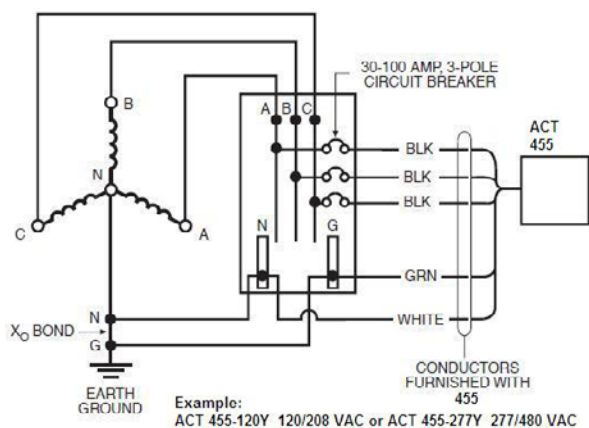 B
N
C
A
N
X₀ BOND
G
EARTH
GROUND
A B C
N
G
30-100 AMP, 3-POLE
CIRCUIT BREAKER
BLK
BLK
BLK
GRN
WHITE
ACT
455
CONDUCTORS
FURNISHED WITH
455
Example:
ACT 455-120Y 120/208 VAC or ACT 455-277Y 277/480 VAC